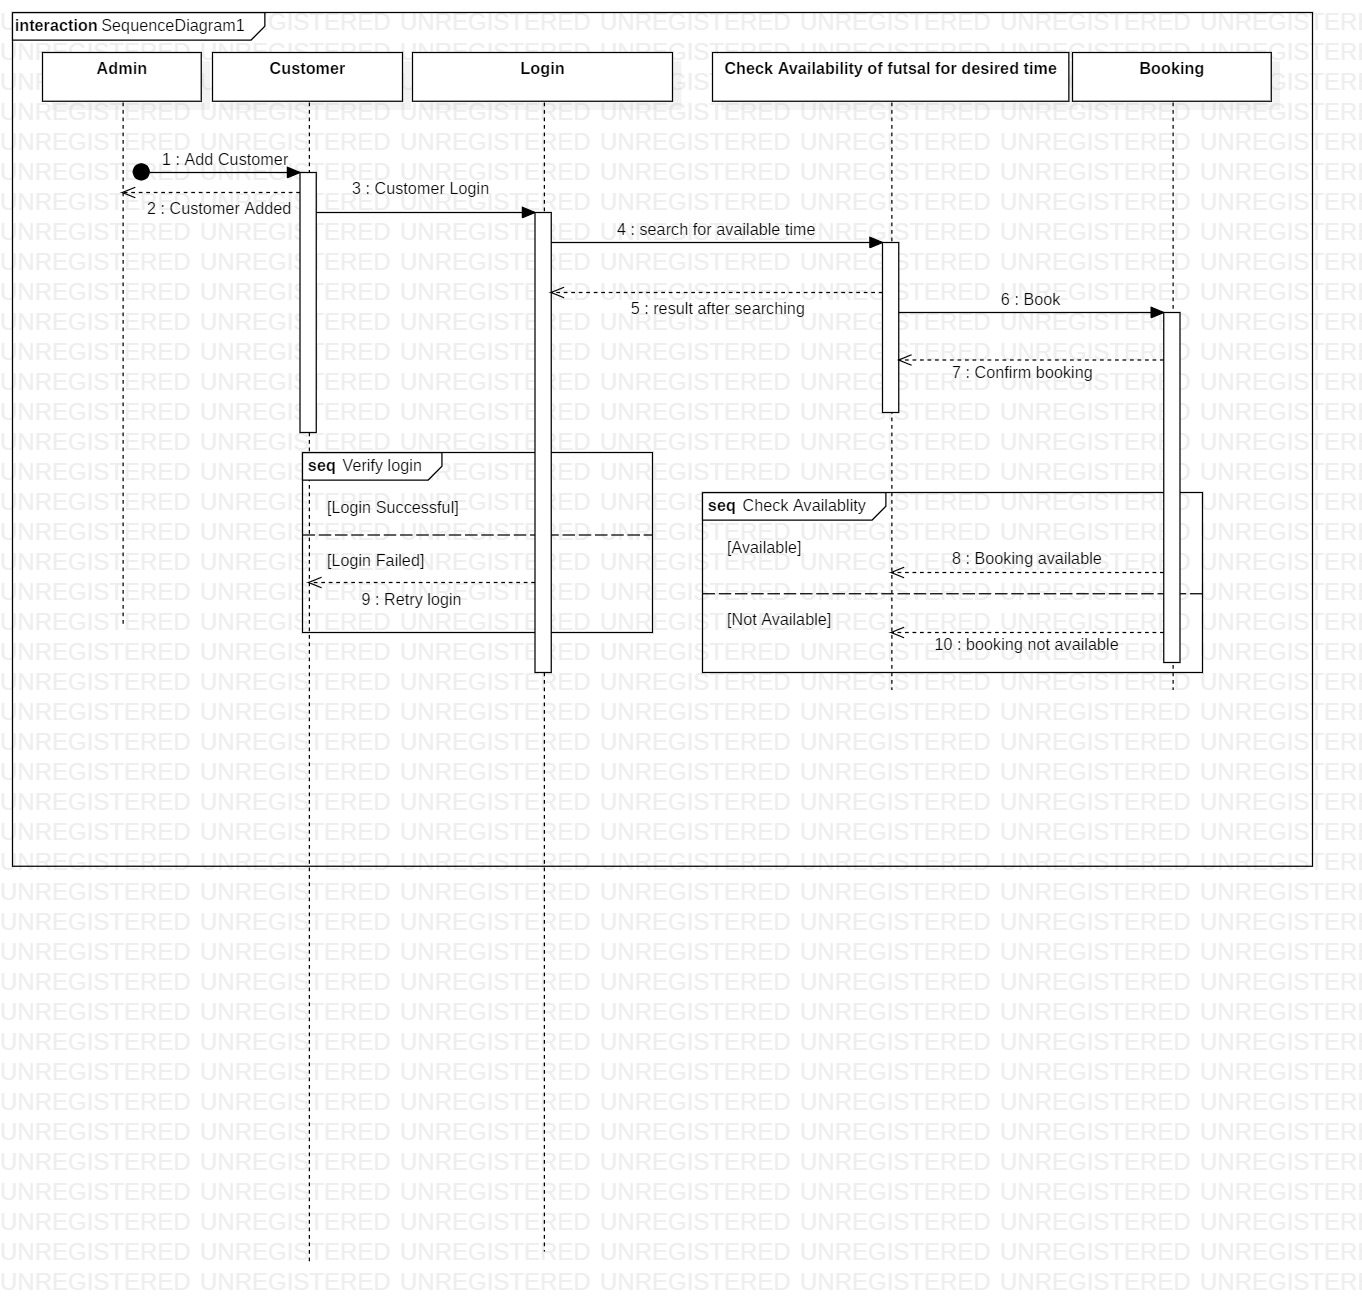 interaction SequenceDiagram1
Admin
Customer
Login
Check Availability of futsal for desired time
Booking
1 : Add Customer
2 : Customer Added
3 : Customer Login
4 : search for available time
5 : result after searching
6 : Book
7 : Confirm booking
seq Verify login
[Login Successful]
[Login Failed]
9 : Retry login
seq Check Availablity
[Available]
8 : Booking available
[Not Available]
10 : booking not available
UNREGISTERED